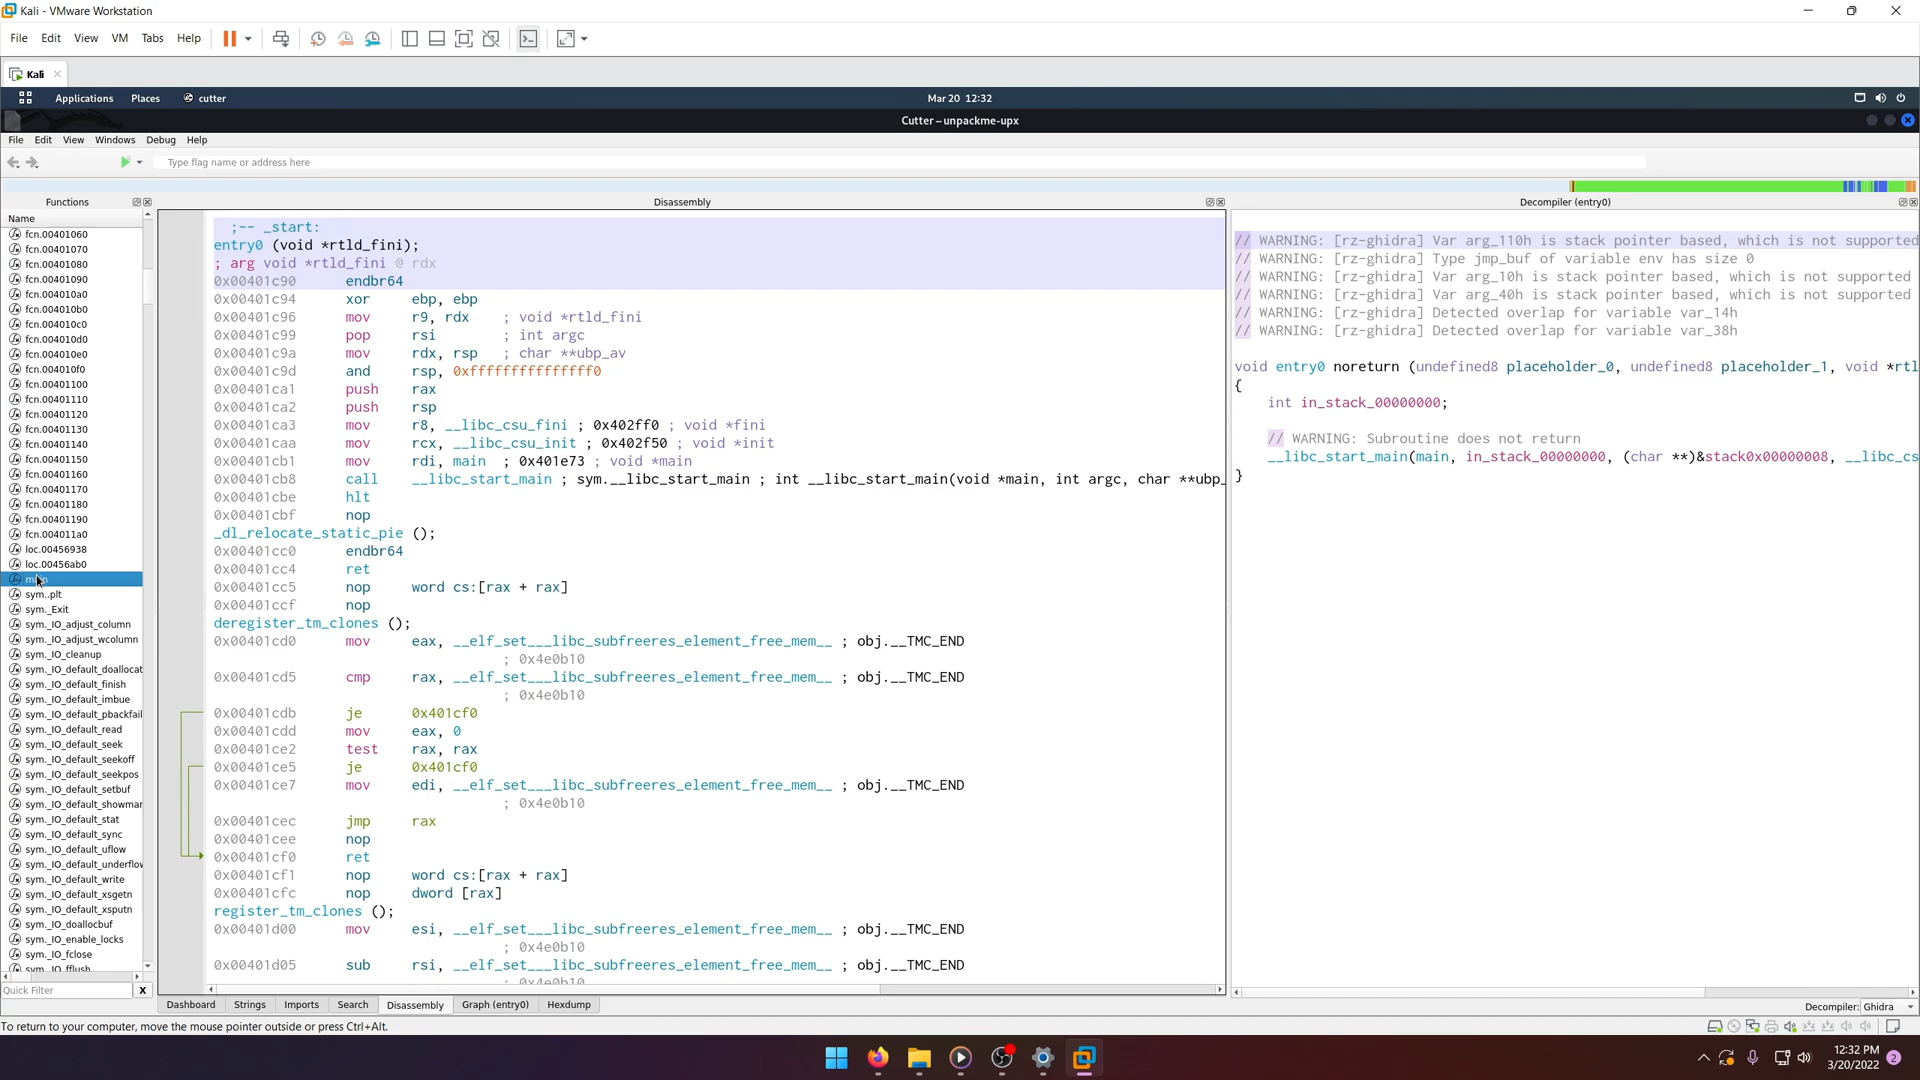 Kali - VMware Workstation
File Edit View VM Tabs Help
Kali
Applications Places cutter Mar 20 12:32
Cutter – unpackme-upx
File Edit View Windows Debug Help
Type flag name or address here
Functions
Name
fcn.00401060
fcn.00401070
fcn.00401080
fcn.00401090
fcn.004010a0
fcn.004010b0
fcn.004010c0
fcn.004010d0
fcn.004010e0
fcn.004010f0
fcn.00401100
fcn.00401110
fcn.00401120
fcn.00401130
fcn.00401140
fcn.00401150
fcn.00401160
fcn.00401170
fcn.00401180
fcn.00401190
fcn.004011a0
loc.00456938
loc.00456ab0
main
sym..plt
sym._Exit
sym._IO_adjust_column
sym._IO_adjust_wcolumn
sym._IO_cleanup
sym._IO_default_doallocat
sym._IO_default_finish
sym._IO_default_imbue
sym._IO_default_pbackfail
sym._IO_default_read
sym._IO_default_seek
sym._IO_default_seekoff
sym._IO_default_seekpos
sym._IO_default_setbuf
sym._IO_default_showmar
sym._IO_default_stat
sym._IO_default_sync
sym._IO_default_uflow
sym._IO_default_underflow
sym._IO_default_write
sym._IO_default_xsgetn
sym._IO_default_xsputn
sym._IO_doallocbuf
sym._IO_enable_locks
sym._IO_fclose
sym._IO_fflush
Quick Filter X
Disassembly
;-- _start:
entry0 (void *rtld_fini);
; arg void *rtld_fini @ rdx
0x00401c90 endbr64
0x00401c94 xor ebp, ebp
0x00401c96 mov r9, rdx ; void *rtld_fini
0x00401c99 pop rsi ; int argc
0x00401c9a mov rdx, rsp ; char **ubp_av
0x00401c9d and rsp, 0xfffffffffffffff0
0x00401ca1 push rax
0x00401ca2 push rsp
0x00401ca3 mov r8, __libc_csu_fini ; 0x402ff0 ; void *fini
0x00401caa mov rcx, __libc_csu_init ; 0x402f50 ; void *init
0x00401cb1 mov rdi, main ; 0x401e73 ; void *main
0x00401cb8 call __libc_start_main ; sym.__libc_start_main ; int __libc_start_main(void *main, int argc, char **ubp_
0x00401cbe hlt
0x00401cbf nop
_dl_relocate_static_pie ();
0x00401cc0 endbr64
0x00401cc4 ret
0x00401cc5 nop word cs:[rax + rax]
0x00401ccf nop
deregister_tm_clones ();
0x00401cd0 mov eax, __elf_set___libc_subfreeres_element_free_mem__ ; obj.__TMC_END
; 0x4e0b10
0x00401cd5 cmp rax, __elf_set___libc_subfreeres_element_free_mem__ ; obj.__TMC_END
; 0x4e0b10
0x00401cdb je 0x401cf0
0x00401cdd mov eax, 0
0x00401ce2 test rax, rax
0x00401ce5 je 0x401cf0
0x00401ce7 mov edi, __elf_set___libc_subfreeres_element_free_mem__ ; obj.__TMC_END
; 0x4e0b10
0x00401cec jmp rax
0x00401cee nop
0x00401cf0 ret
0x00401cf1 nop word cs:[rax + rax]
0x00401cfc nop dword [rax]
register_tm_clones ();
0x00401d00 mov esi, __elf_set___libc_subfreeres_element_free_mem__ ; obj.__TMC_END
; 0x4e0b10
0x00401d05 sub rsi, __elf_set___libc_subfreeres_element_free_mem__ ; obj.__TMC_END
; 0x4e0b10
Dashboard Strings Imports Search Disassembly Graph (entry0) Hexdump
Decompiler (entry0)
// WARNING: [rz-ghidra] Var arg_110h is stack pointer based, which is not supported
// WARNING: [rz-ghidra] Type jmp_buf of variable env has size 0
// WARNING: [rz-ghidra] Var arg_10h is stack pointer based, which is not supported
// WARNING: [rz-ghidra] Var arg_40h is stack pointer based, which is not supported
// WARNING: [rz-ghidra] Detected overlap for variable var_14h
// WARNING: [rz-ghidra] Detected overlap for variable var_38h
void entry0 noreturn (undefined8 placeholder_0, undefined8 placeholder_1, void *rtl
{
int in_stack_00000000;
// WARNING: Subroutine does not return
__libc_start_main(main, in_stack_00000000, (char **)&stack0x00000008, __libc_cs
}
Decompiler: Ghidra
To return to your computer, move the mouse pointer outside or press Ctrl+Alt.
12:32 PM
3/20/2022
2